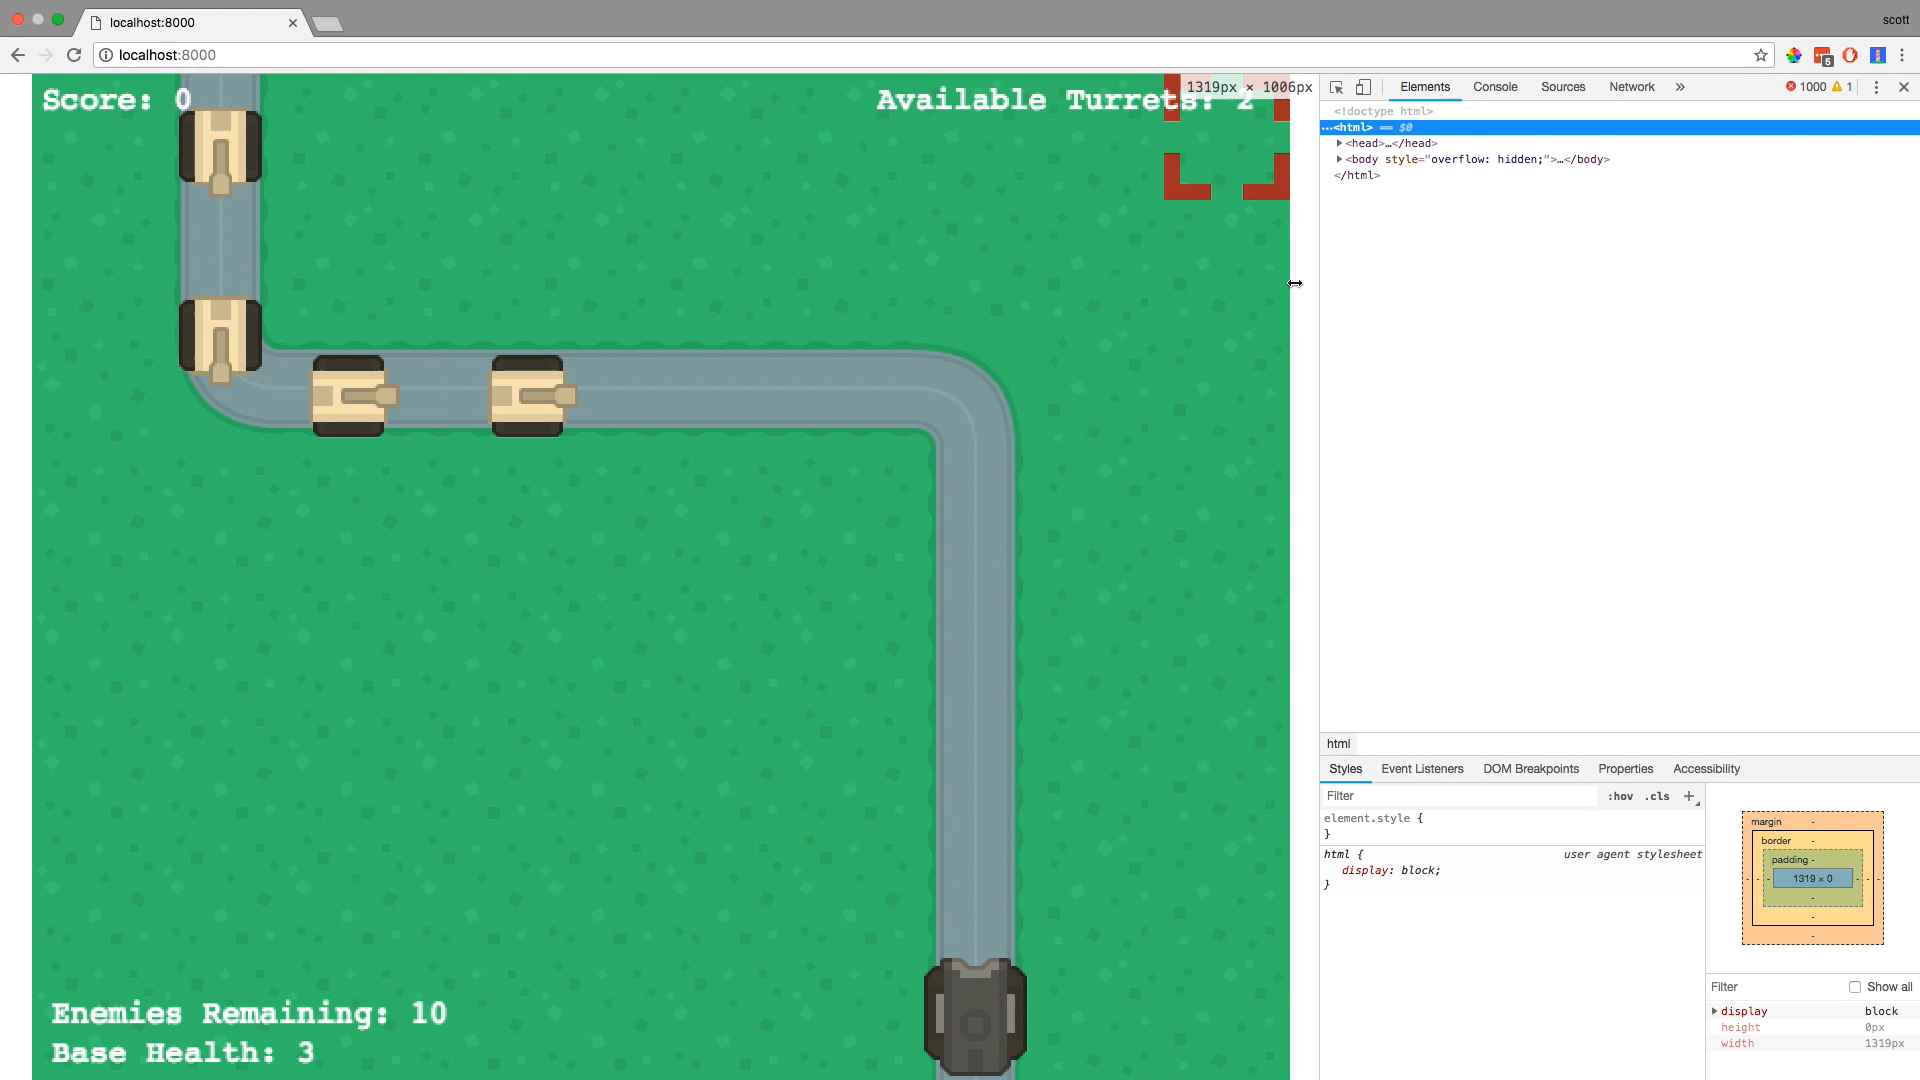 localhost:8000
scott
localhost:8000
6
Score: 0
Available Turrets: 2
1319px × 1006px
Elements
Console
Sources
Network
»
1000
1
<!doctype html>
…<html> == $0
<head>…</head>
<body style="overflow: hidden;">…</body>
</html>
Enemies Remaining: 10
Base Health: 3
html
Styles
Event Listeners
DOM Breakpoints
Properties
Accessibility
Filter
:hov
.cls
+
element.style {
}
html {
user agent stylesheet
display: block;
}
margin -
border -
padding -
1319 × 0
Filter
Show all
display
block
height
0px
width
1319px